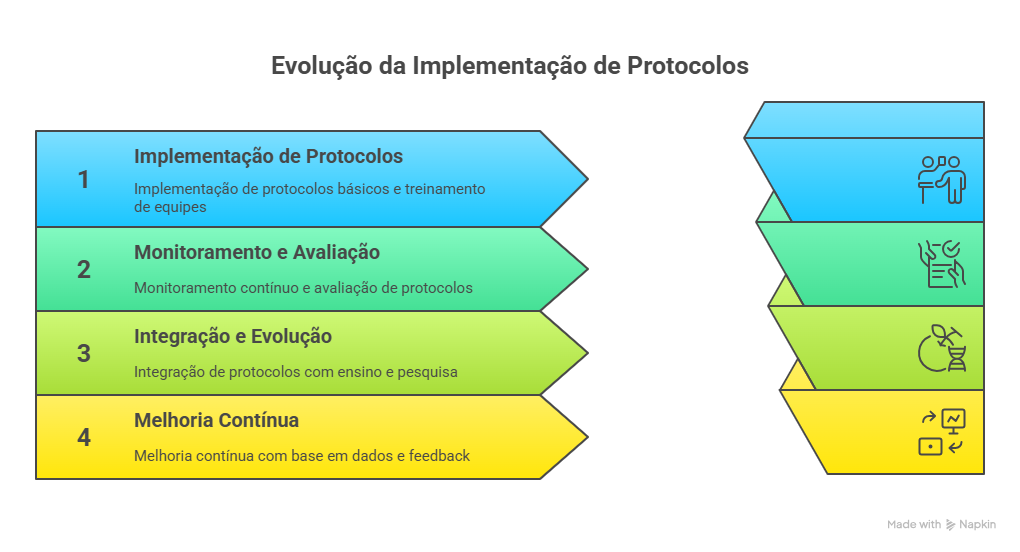 Evolução da Implementação de Protocolos
1
Implementação de Protocolos
Implementação de protocolos básicos e treinamento
de equipes
2
Monitoramento e Avaliação
Monitoramento contínuo e avaliação de protocolos
3
Integração e Evolução
Integração de protocolos com ensino e pesquisa
4
Melhoria Contínua
Melhoria contínua com base em dados e feedback
Made with Napkin